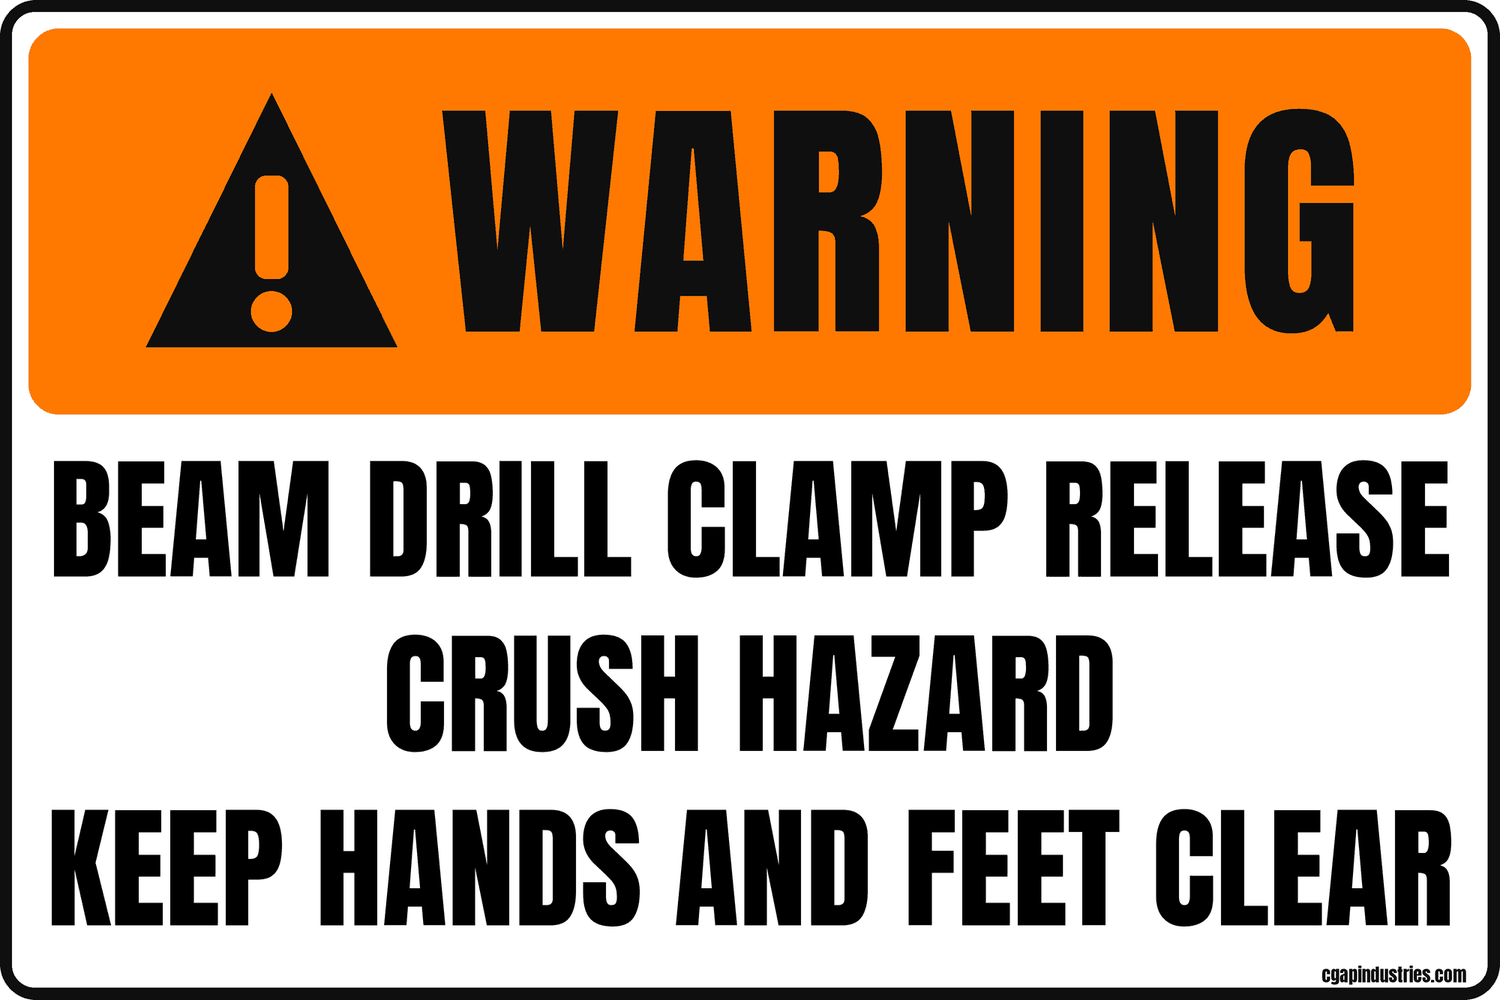 WARNING
BEAM DRILL CLAMP RELEASE
CRUSH HAZARD
KEEP HANDS AND FEET CLEAR
cgapindustries.com